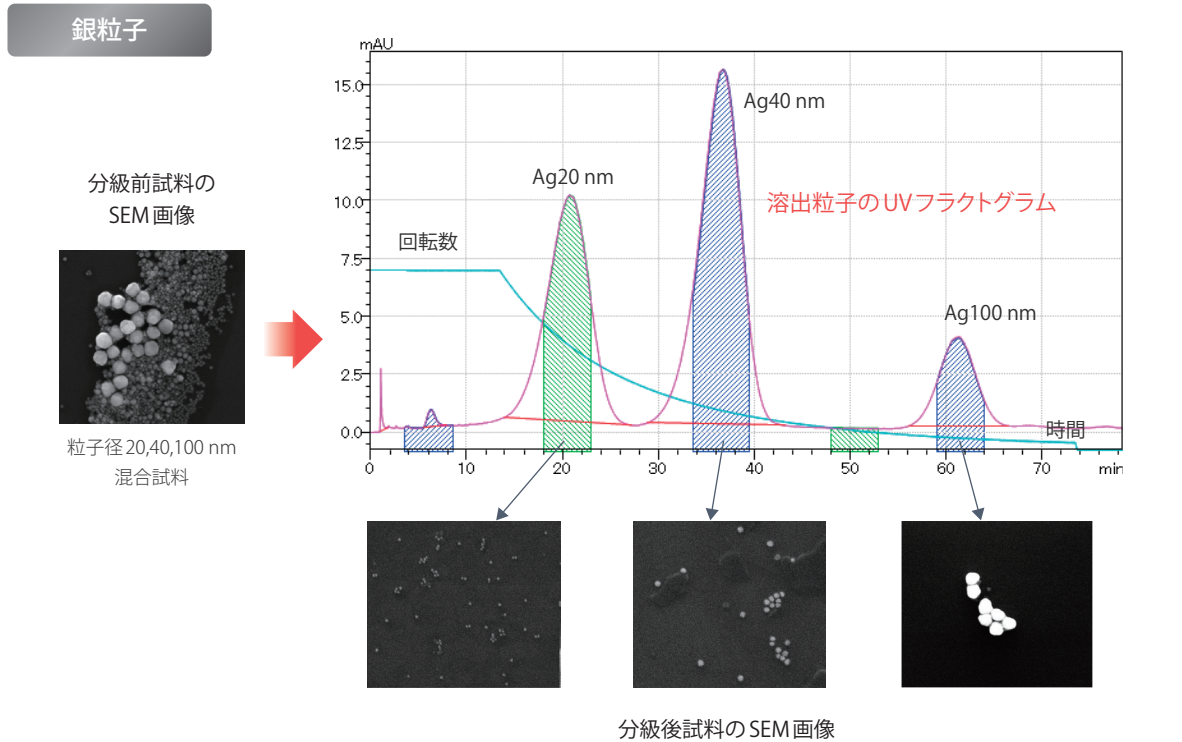 銀粒子
分級前試料の
SEM画像
粒子径20,40,100 nm
混合試料
mAU
15.0
12.5
10.0
7.5
5.0
2.5
0.0
Ag20 nm
Ag40 nm
Ag100 nm
溶出粒子のUVフラクトグラム
回転数
時間
0 10 20 30 40 50 60 70 min
分級後試料のSEM画像